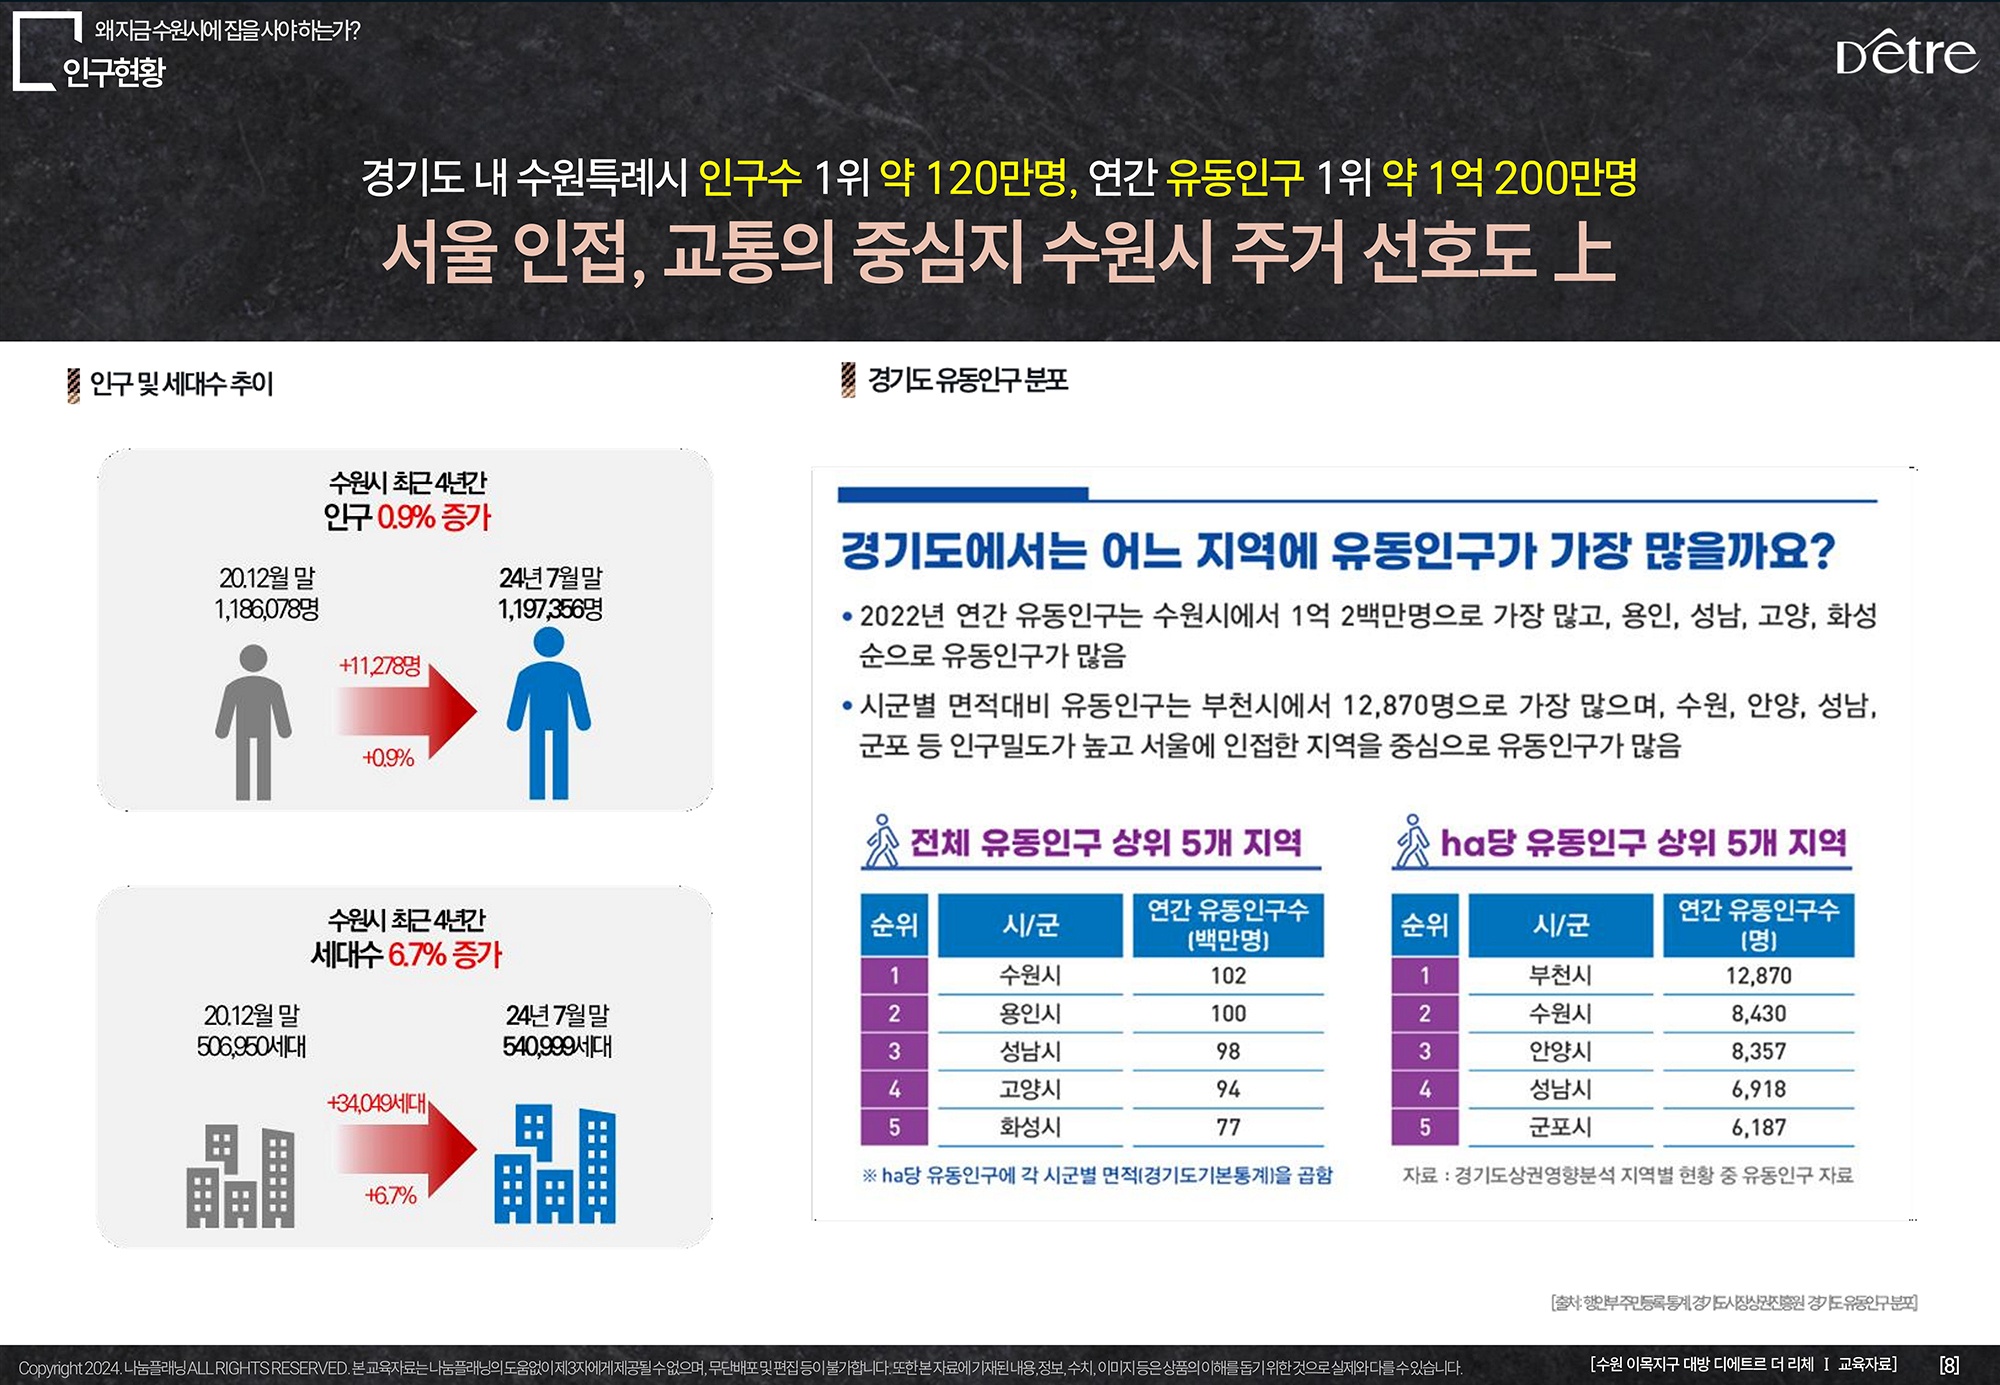 왜 지금 수원시에 집을 사야 하는가?
인구현황
D'être
경기도 내 수원특례시 인구수 1위 약 120만명, 연간 유동인구 1위 약 1억 200만명
서울 인접, 교통의 중심지 수원시 주거 선호도 上
인구 및 세대수 추이
수원시 최근 4년간
인구 0.9% 증가
20.12월 말
1,186,078명
24년 7월 말
1,197,356명
+11,278명
+0.9%
수원시 최근 4년간
세대수 6.7% 증가
20.12월 말
506,950세대
24년 7월 말
540,999세대
+34,049세대
+6.7%
경기도 유동인구 분포
경기도에서는 어느 지역에 유동인구가 가장 많을까요?
• 2022년 연간 유동인구는 수원시에서 1억 2백만명으로 가장 많고, 용인, 성남, 고양, 화성
순으로 유동인구가 많음
• 시군별 면적대비 유동인구는 부천시에서 12,870명으로 가장 많으며, 수원, 안양, 성남,
군포 등 인구밀도가 높고 서울에 인접한 지역을 중심으로 유동인구가 많음
전체 유동인구 상위 5개 지역
순위 시/군 연간 유동인구수
(백만명)
1 수원시 102
2 용인시 100
3 성남시 98
4 고양시 94
5 화성시 77
※ ha당 유동인구에 각 시군별 면적(경기도기본통계)을 곱함
ha당 유동인구 상위 5개 지역
순위 시/군 연간 유동인구수
(명)
1 부천시 12,870
2 수원시 8,430
3 안양시 8,357
4 성남시 6,918
5 군포시 6,187
자료 : 경기도상권영향분석 지역별 현황 중 유동인구 자료
[출처: 행안부 주민등록 통계, 경기도시장상권진흥원 경기도 유동인구 분포]
Copyright 2024. 나눔플래닝 ALL RIGHTS RESERVED. 본 교육자료는 나눔플래닝의 도움없이 제3자에게 제공될 수 없으며, 무단배포 및 편집 등이 불가합니다. 또한 본 자료에 기재된 내용, 정보, 수치, 이미지 등은 상품의 이해를 돕기 위한 것으로 실제와 다를 수 있습니다.
[수원 이목지구 대방 디에트르 더 리체 I 교육자료]
[8]